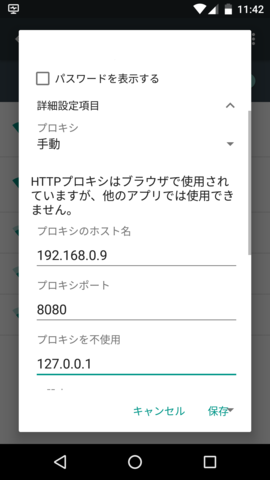 11:42
パスワードを表示する
詳細設定項目
プロキシ
手動
HTTPプロキシはブラウザで使用され
ていますが、他のアプリでは使用でき
ません。
プロキシのホスト名
192.168.0.9
プロキシポート
8080
プロキシを不使用
127.0.0.1
キャンセル 保存